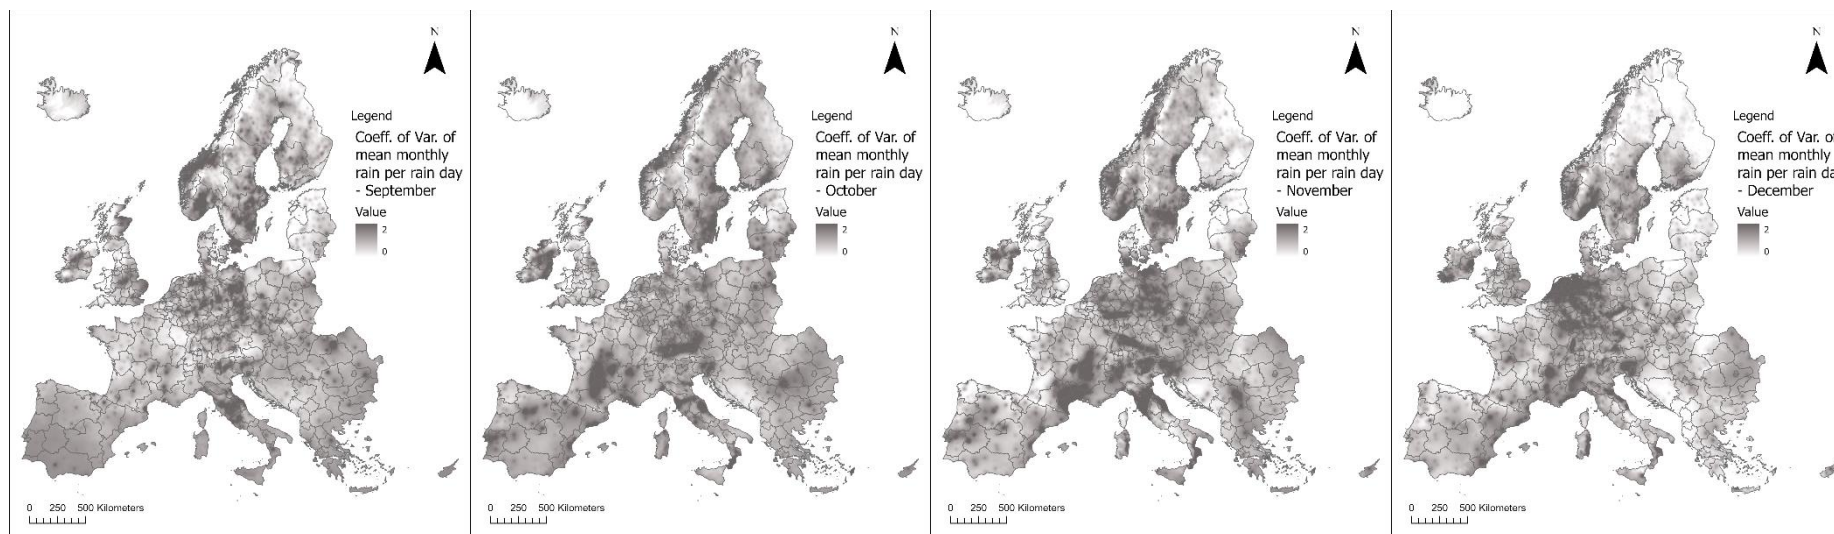 N
Legend
Coeff. of Var. of
mean monthly
rain per rain day
- September
Value
2
0
0 250 500 Kilometers
N
Legend
Coeff. of Var. of
mean monthly
rain per rain day
- October
Value
2
0
0 250 500 Kilometers
N
Legend
Coeff. of Var. of
mean monthly
rain per rain day
- November
Value
2
0
0 250 500 Kilometers
N
Legend
Coeff. of Var. of
mean monthly
rain per rain da
- December
Value
2
0
0 250 500 Kilometers